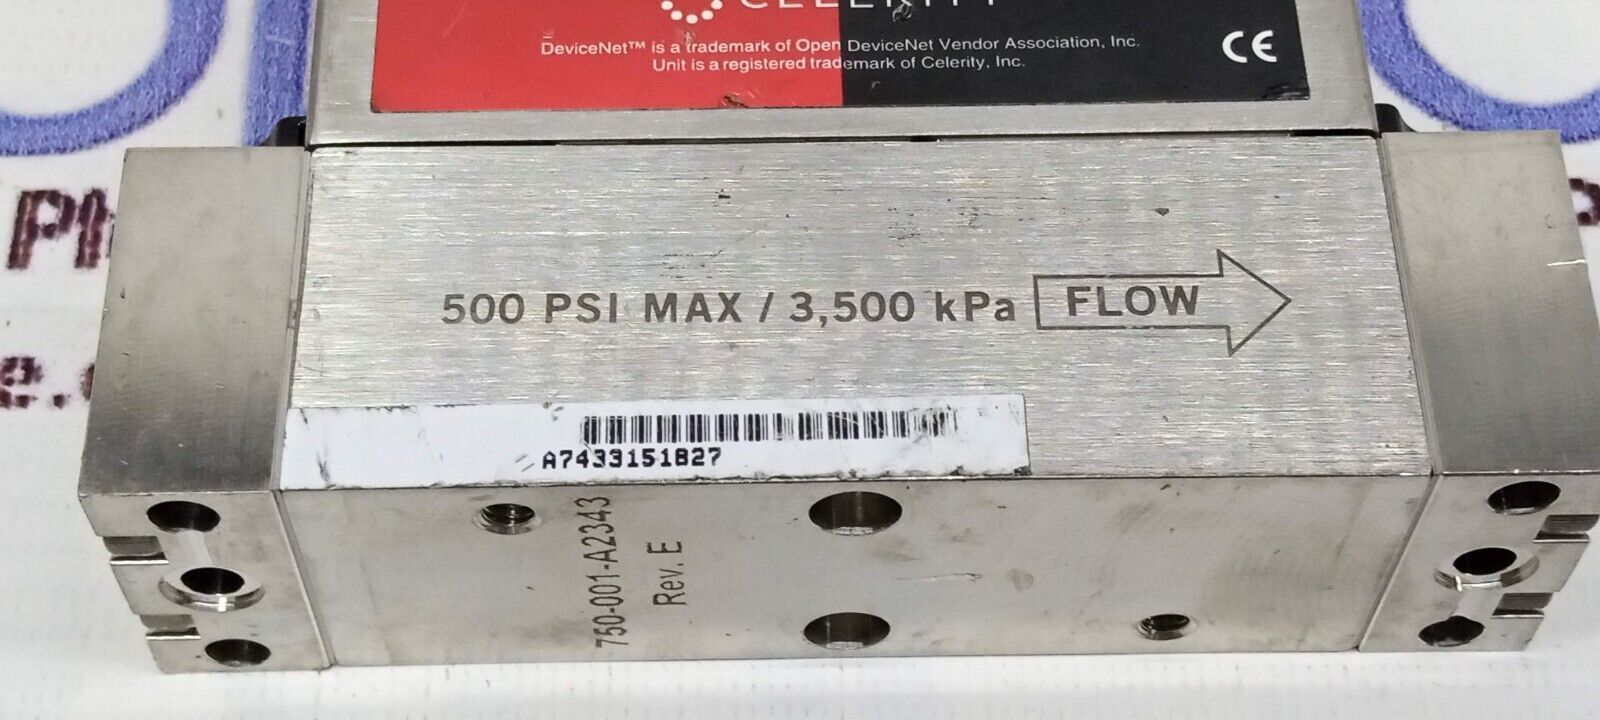 CELERITY
DeviceNet™ is a trademark of Open DeviceNet Vendor Association, Inc.
Unit is a registered trademark of Celerity, Inc.
CE
500 PSI MAX / 3,500 kPa FLOW
A7433151827
750-001-A2343
Rev. E